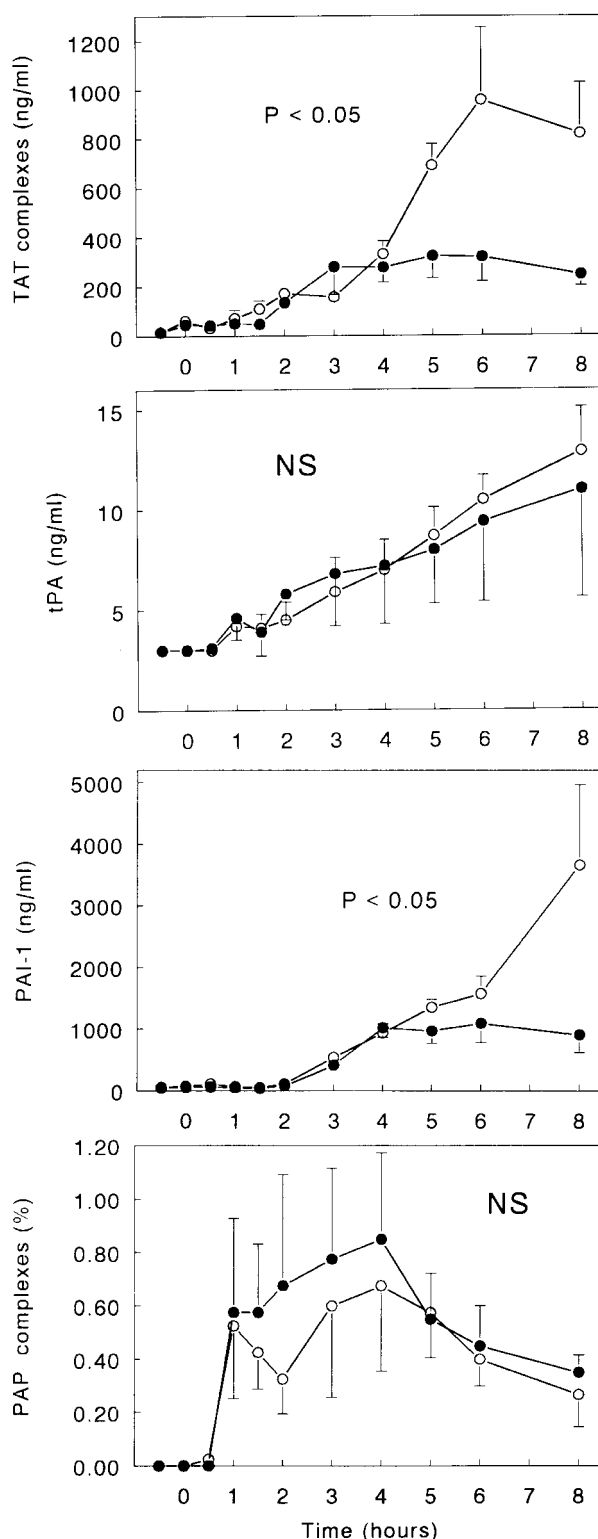 TAT complexes (ng/ml)
1200
1000
800
600
400
200
0
P < 0.05
0 1 2 3 4 5 6 7 8
tPA (ng/ml)
15
10
5
0
NS
0 1 2 3 4 5 6 7 8
PAI-1 (ng/ml)
5000
4000
3000
2000
1000
0
P < 0.05
0 1 2 3 4 5 6 7 8
PAP complexes (%)
1.20
1.00
0.80
0.60
0.40
0.20
0.00
NS
0 1 2 3 4 5 6 7 8
Time (hours)